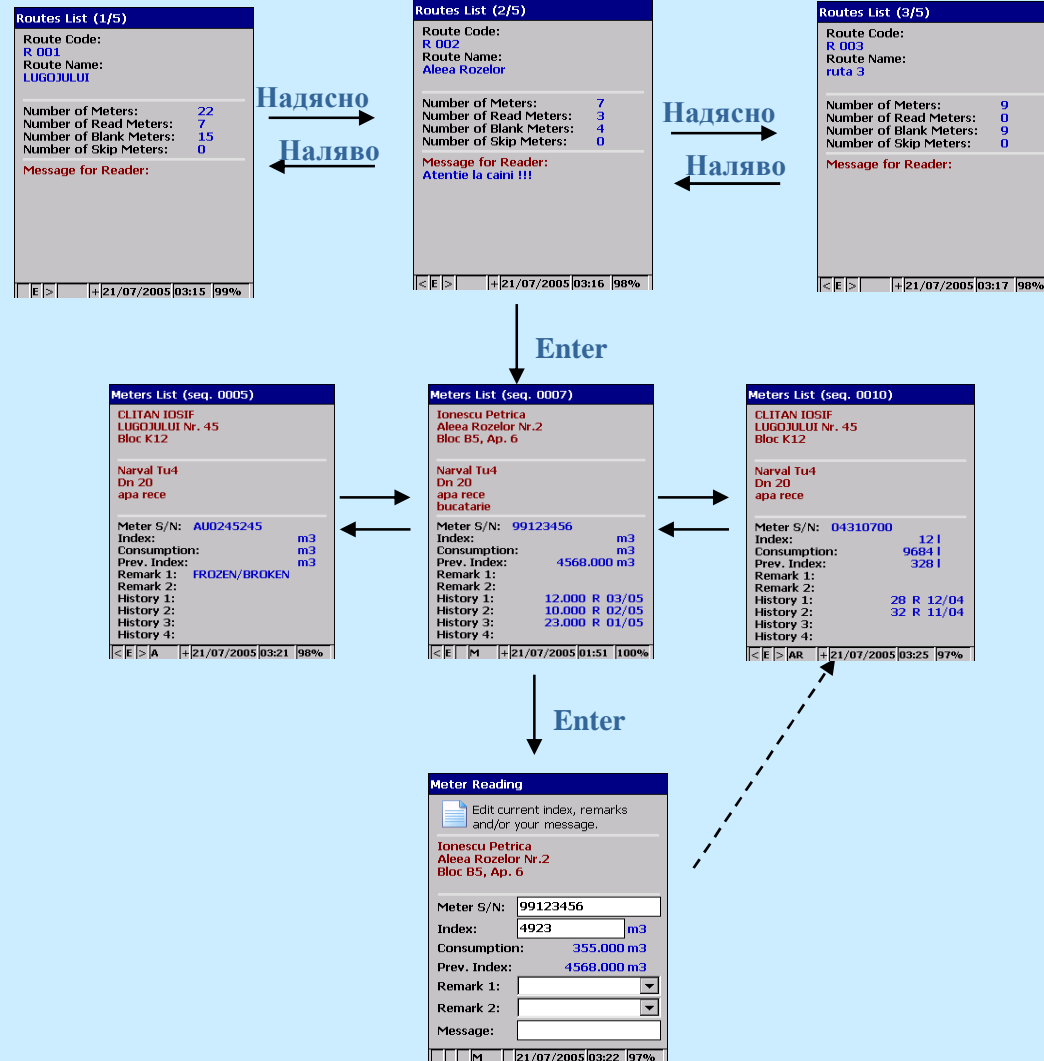 Routes List (1/5)
Route Code:
R 001
Route Name:
LUGOJULUI
Number of Meters: 22
Number of Read Meters: 7
Number of Blank Meters: 15
Number of Skip Meters: 0
Message for Reader:
E > + 21/07/2005 03:15 99%
Надясно
Наляво
Routes List (2/5)
Route Code:
R 002
Route Name:
Aleea Rozelor
Number of Meters: 7
Number of Read Meters: 3
Number of Blank Meters: 4
Number of Skip Meters: 0
Message for Reader:
Atentie la caini !!!
< E > + 21/07/2005 03:16 98%
Надясно
Наляво
Routes List (3/5)
Route Code:
R 003
Route Name:
ruta 3
Number of Meters: 9
Number of Read Meters: 0
Number of Blank Meters: 9
Number of Skip Meters: 0
Message for Reader:
< E > + 21/07/2005 03:17 98%
Enter
Meters List (seq. 0005)
CLITAN IOSIF
LUGOJULUI Nr. 45
Bloc K12
Narval Tu4
Dn 20
apa rece
Meter S/N: AU0245245
Index: m3
Consumption: m3
Prev. Index: m3
Remark 1: FROZEN/BROKEN
Remark 2:
History 1:
History 2:
History 3:
History 4:
< E > A + 21/07/2005 03:21 98%
Meters List (seq. 0007)
Ionescu Petrica
Aleea Rozelor Nr.2
Bloc B5, Ap. 6
Narval Tu4
Dn 20
apa rece
bucatarie
Meter S/N: 99123456
Index: m3
Consumption: m3
Prev. Index: 4568.000 m3
Remark 1:
Remark 2:
History 1: 12.000 R 03/05
History 2: 10.000 R 02/05
History 3: 23.000 R 01/05
History 4:
< E M + 21/07/2005 01:51 100%
Meters List (seq. 0010)
CLITAN IOSIF
LUGOJULUI Nr. 45
Bloc K12
Narval Tu4
Dn 20
apa rece
Meter S/N: 04310700
Index: 12 l
Consumption: 9684 l
Prev. Index: 328 l
Remark 1:
Remark 2:
History 1: 28 R 12/04
History 2: 32 R 11/04
History 3:
History 4:
< E > AR + 21/07/2005 03:25 97%
Enter
Meter Reading
Edit current index, remarks
and/or your message.
Ionescu Petrica
Aleea Rozelor Nr.2
Bloc B5, Ap. 6
Meter S/N: 99123456
Index: 4923 m3
Consumption: 355.000 m3
Prev. Index: 4568.000 m3
Remark 1:
Remark 2:
Message:
M 21/07/2005 03:22 97%